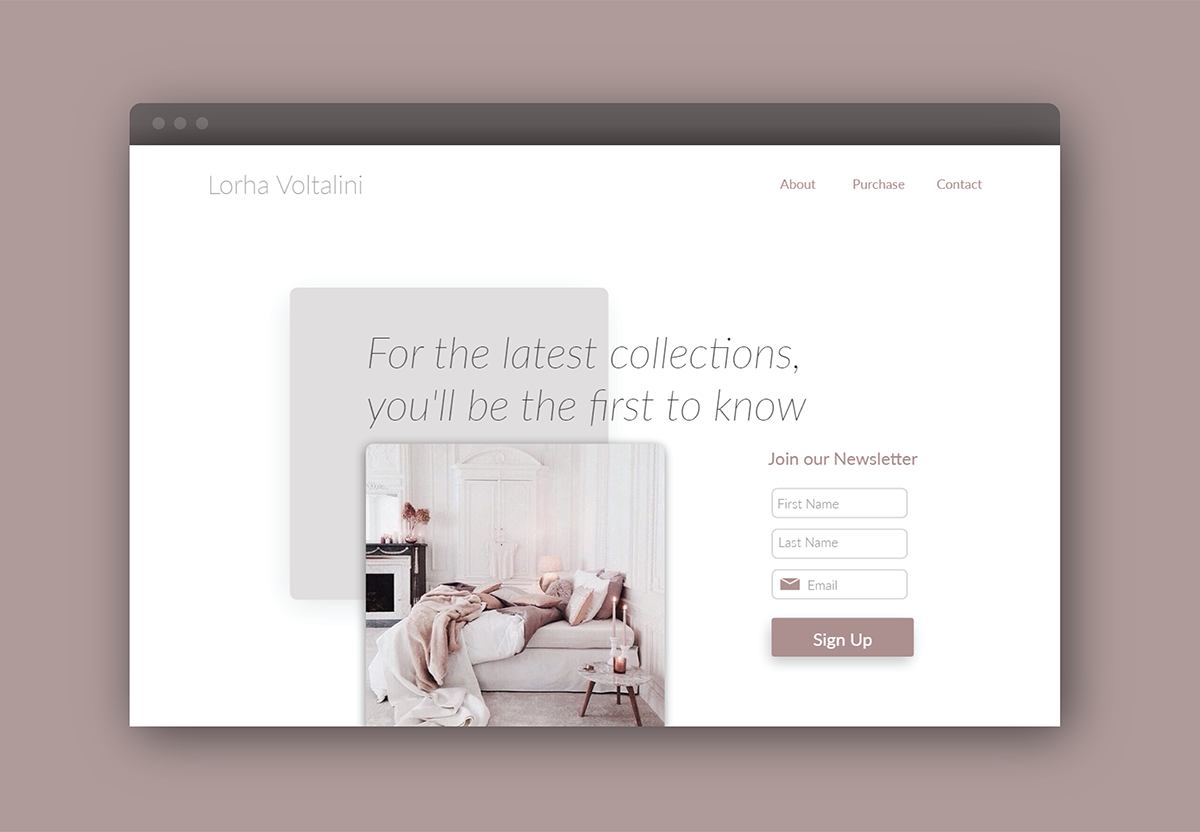 Lorha Voltalini
About Purchase Contact
For the latest collections,
you'll be the first to know
Join our Newsletter
First Name
Last Name
Email
Sign Up